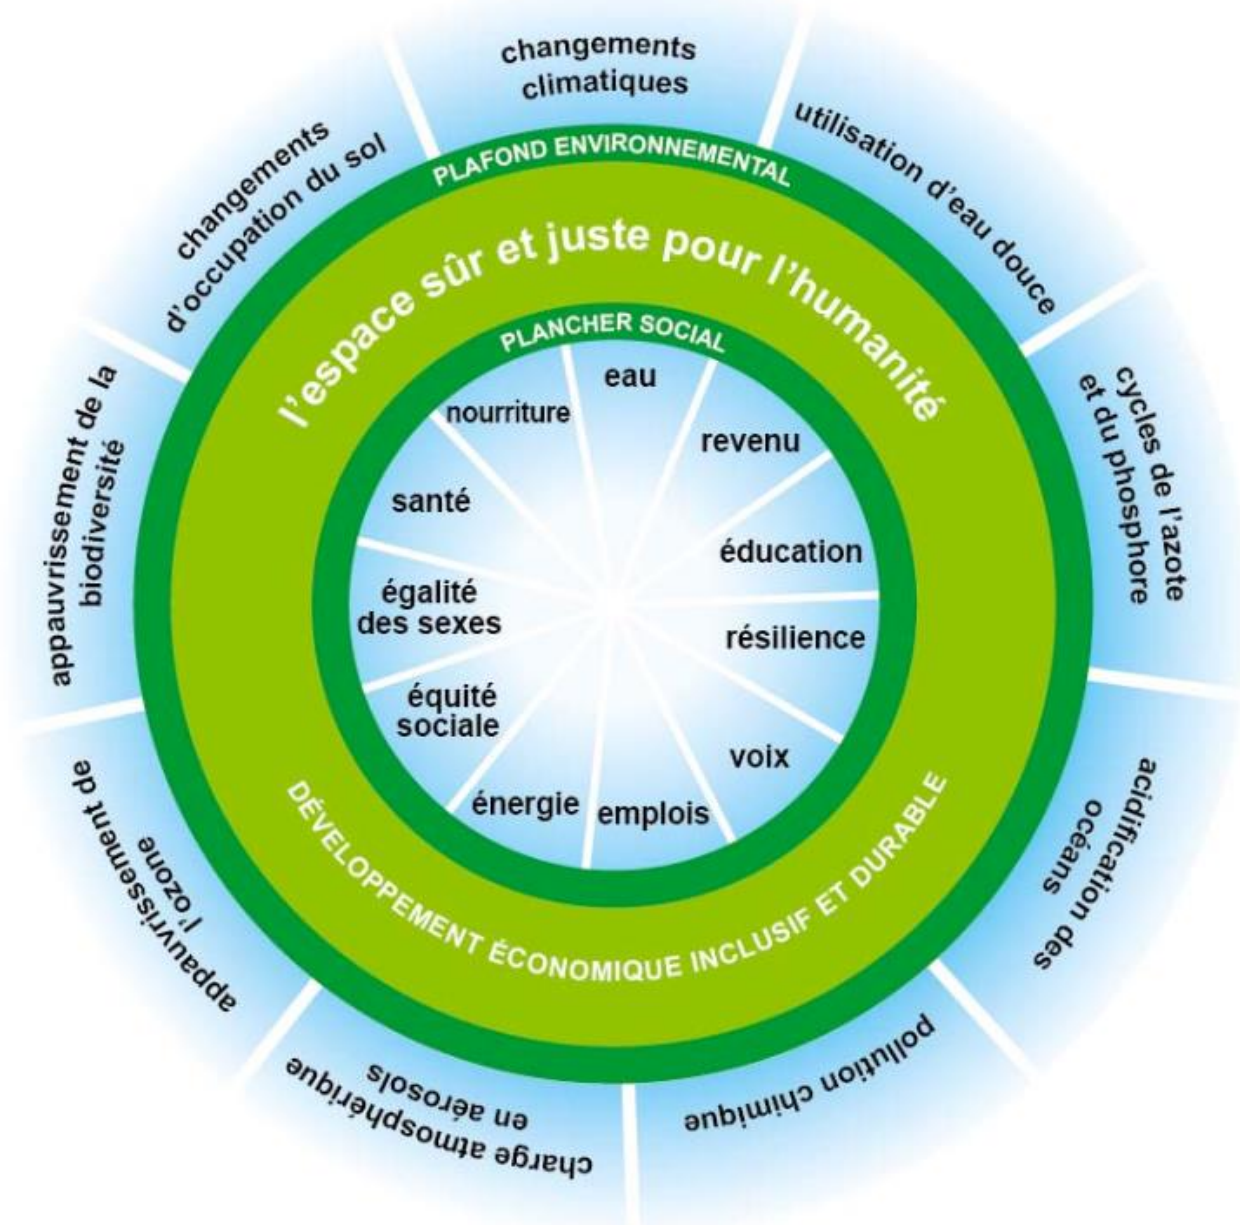 changements
climatiques
utilisation d'eau douce
cycles de l'azote
et du phosphore
acidification des
océans
pollution chimique
charge atmosphérique
en aérosols
appauvrissement de
l'ozone
appauvrissement de la
biodiversité
changements
d'occupation du sol
PLAFOND ENVIRONNEMENTAL
l'espace sûr et juste pour l'humanité
PLANCHER SOCIAL
eau
revenu
éducation
résilience
voix
emplois
énergie
équité
sociale
égalité
des sexes
santé
nourriture
DÉVELOPPEMENT ÉCONOMIQUE INCLUSIF ET DURABLE